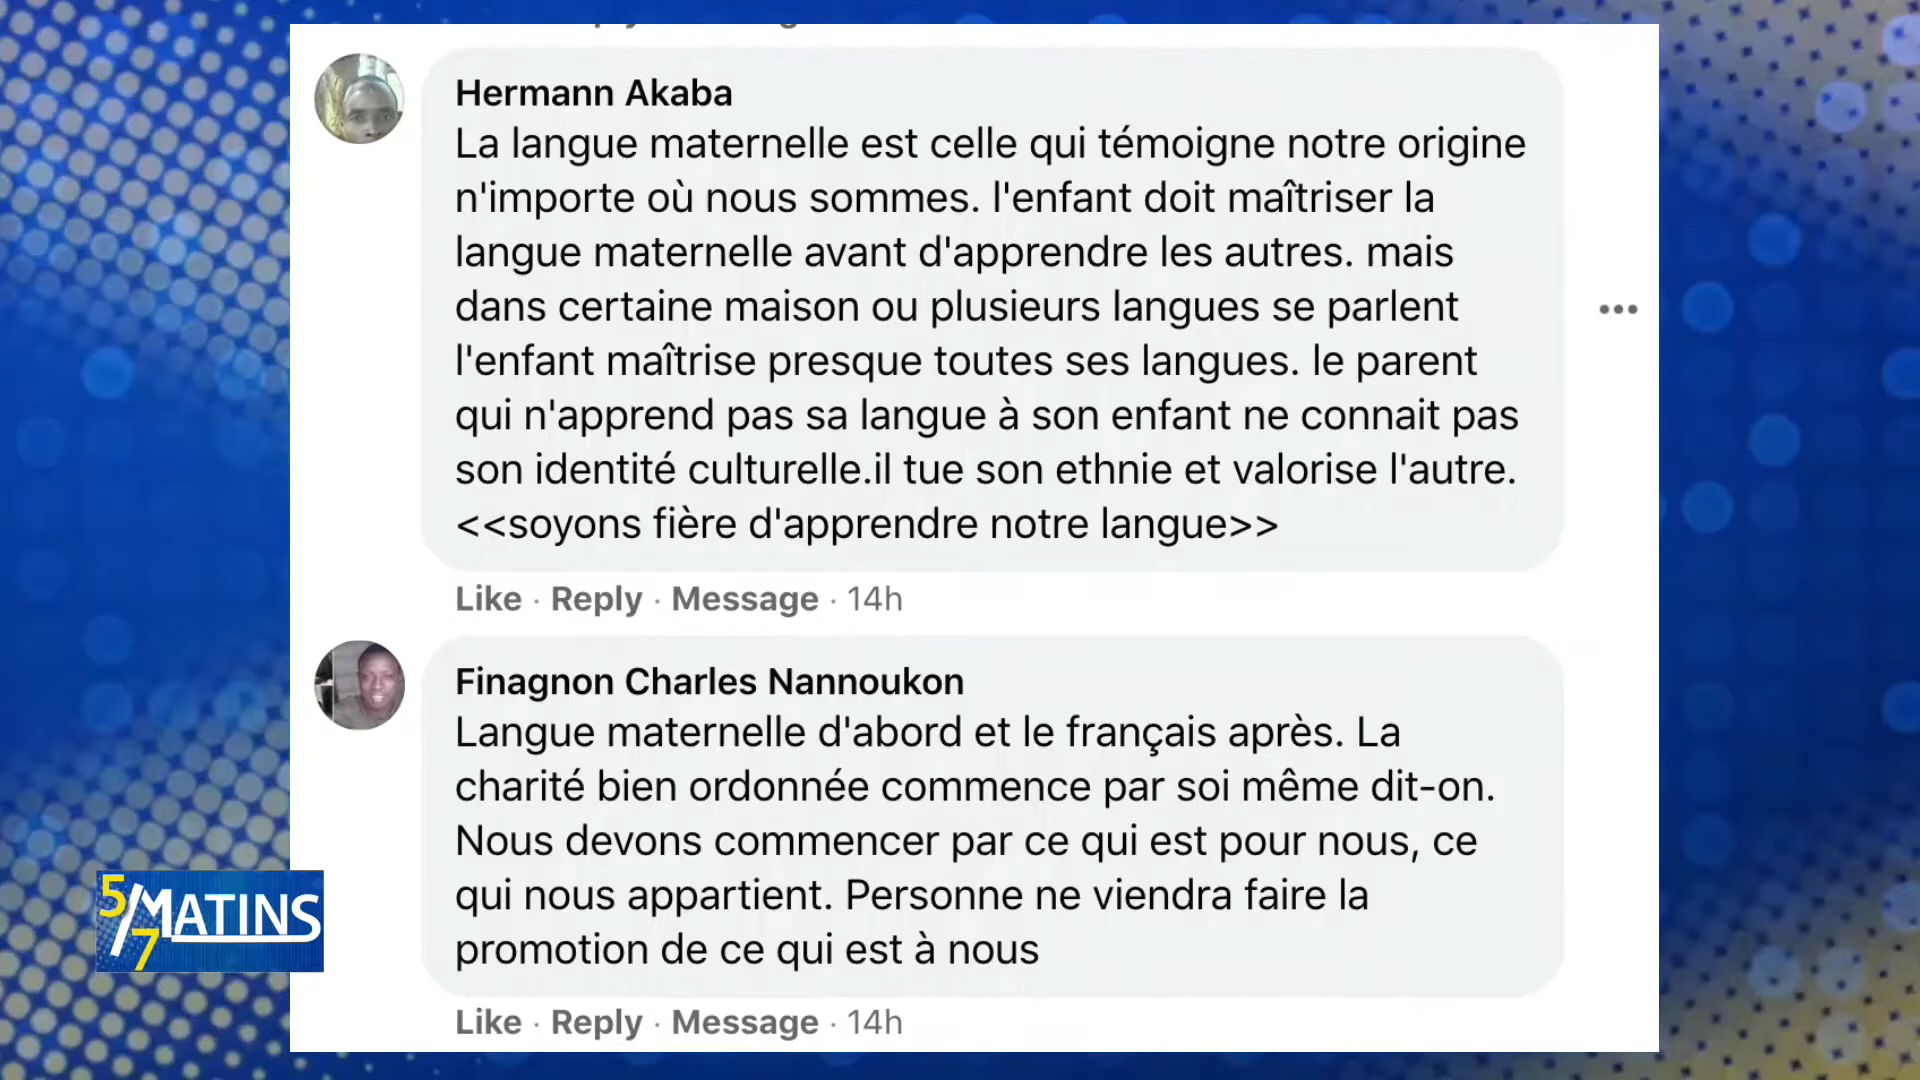 Hermann Akaba
La langue maternelle est celle qui témoigne notre origine
n'importe où nous sommes. l'enfant doit maîtriser la
langue maternelle avant d'apprendre les autres. mais
dans certaine maison ou plusieurs langues se parlent
l'enfant maîtrise presque toutes ses langues. le parent
qui n'apprend pas sa langue à son enfant ne connait pas
son identité culturelle.il tue son ethnie et valorise l'autre.
<<soyons fière d'apprendre notre langue>>
Like · Reply · Message · 14h
Finagnon Charles Nannoukon
Langue maternelle d'abord et le français après. La
charité bien ordonnée commence par soi même dit-on.
Nous devons commencer par ce qui est pour nous, ce
qui nous appartient. Personne ne viendra faire la
promotion de ce qui est à nous
Like · Reply · Message · 14h
5/7 MATINS